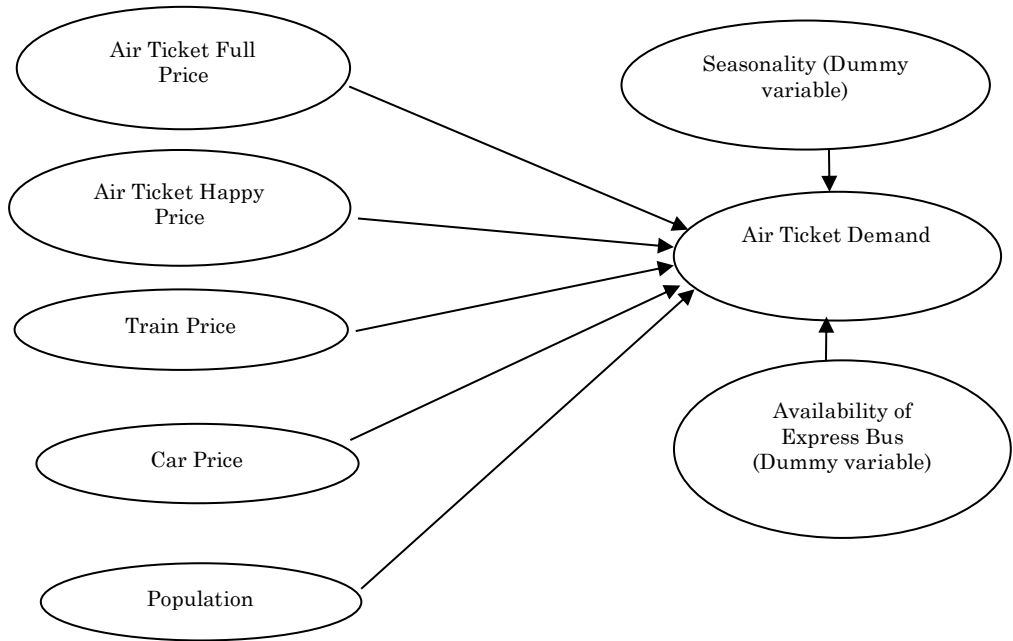 Air Ticket Full
Price
Air Ticket Happy
Price
Train Price
Car Price
Population
Seasonality (Dummy
variable)
Air Ticket Demand
Availability of
Express Bus
(Dummy variable)